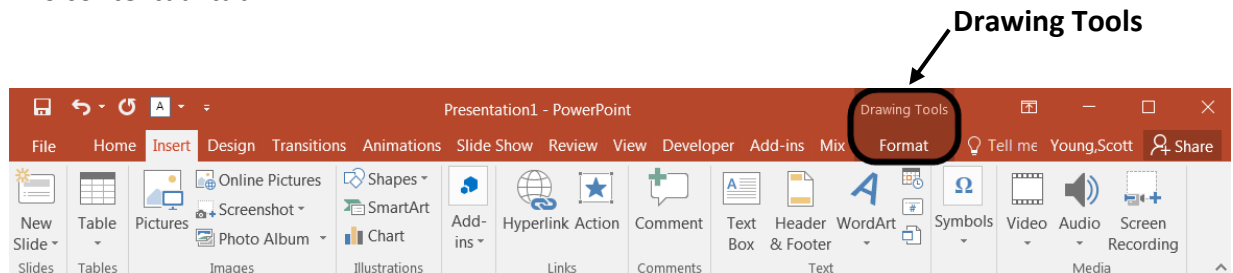 Drawing Tools
Presentation1 - PowerPoint
Drawing Tools
File Home Insert Design Transitions Animations Slide Show Review View Developer Add-ins Mix Format Tell me Young,Scott Share
New Slide
Table
Pictures
Online Pictures
Screenshot
Photo Album
Shapes
SmartArt
Chart
Add-ins
Hyperlink
Action
Comment
Text Box
Header & Footer
WordArt
Symbols
Video
Audio
Screen Recording
Slides Tables Images Illustrations Links Comments Text Media